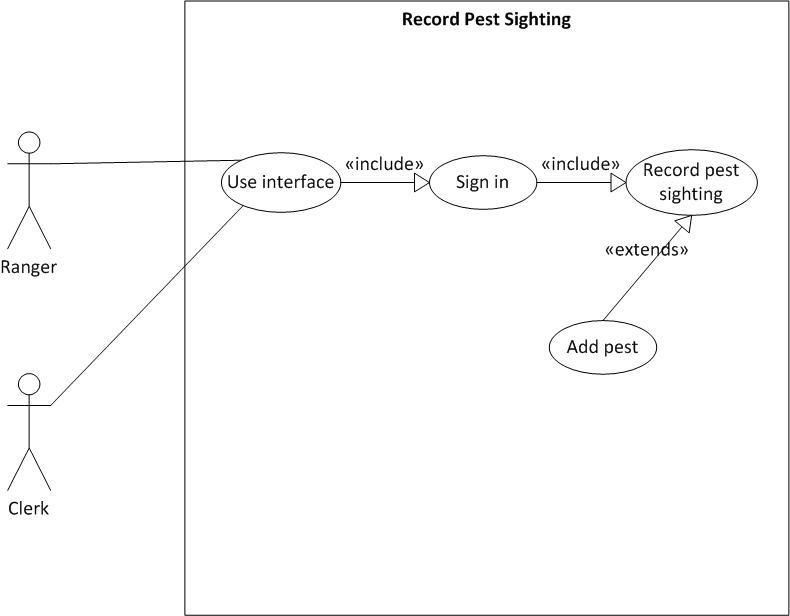 Record Pest Sighting
Ranger
Clerk
Use interface
«include»
Sign in
«include»
Record pest
sighting
«extends»
Add pest